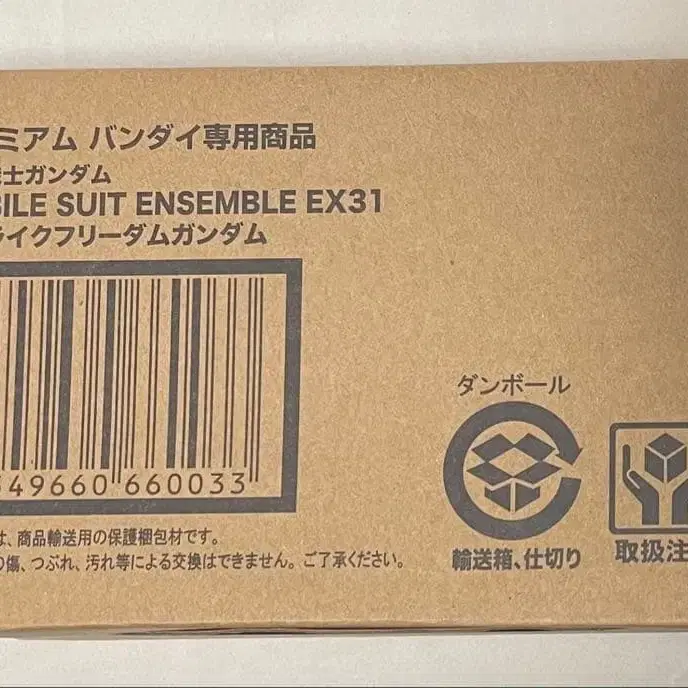 ミアム バンダイ専用商品
士ガンダム
BILE SUIT ENSEMBLE EX31
ライクフリーダムガンダム
49660 660033
は、商品輸送用の保護梱包材です。
の傷、つぶれ、汚れ等による交換はできません。ご了承ください。
ダンボール
輸送箱、仕切り
取扱注